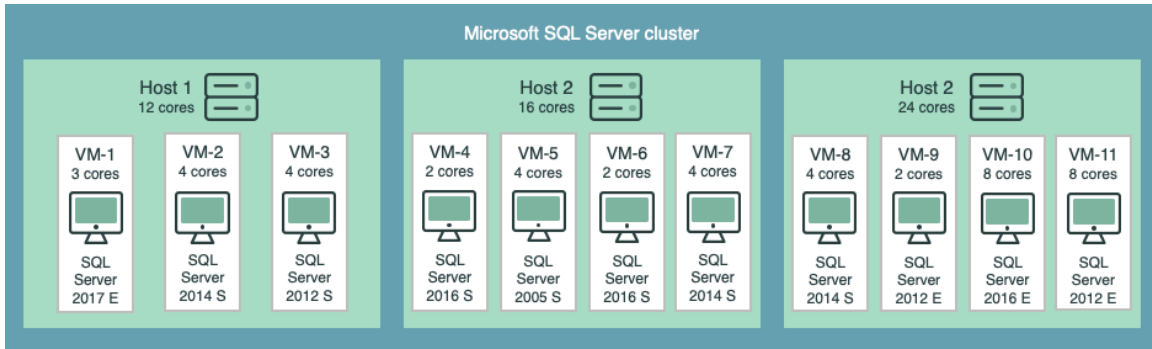 Microsoft SQL Server cluster
Host 1
12 cores
VM-1
3 cores
SQL
Server
2017 E
VM-2
4 cores
SQL
Server
2014 S
VM-3
4 cores
SQL
Server
2012 S
Host 2
16 cores
VM-4
2 cores
SQL
Server
2016 S
VM-5
4 cores
SQL
Server
2005 S
VM-6
2 cores
SQL
Server
2016 S
VM-7
4 cores
SQL
Server
2014 S
Host 2
24 cores
VM-8
4 cores
SQL
Server
2014 S
VM-9
2 cores
SQL
Server
2012 E
VM-10
8 cores
SQL
Server
2016 E
VM-11
8 cores
SQL
Server
2012 E